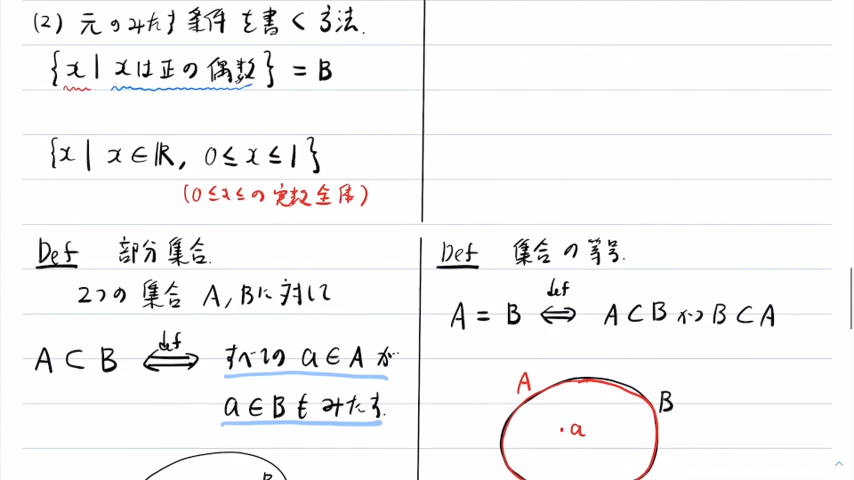 (2) 元のみたす条件を書く方法.
{x | xは正の偶数} = B
{x | x∈ℝ, 0≤x≤1}
(0≤x≤の実数全体)
Def 部分集合.
2つの集合 A, Bに対して
A ⊂ B ⇔ すべての a∈A が
def
a∈B をみたす.
Def 集合の等号.
def
A = B ⇔ A⊂B かつ B⊂A
A
B
・a
B